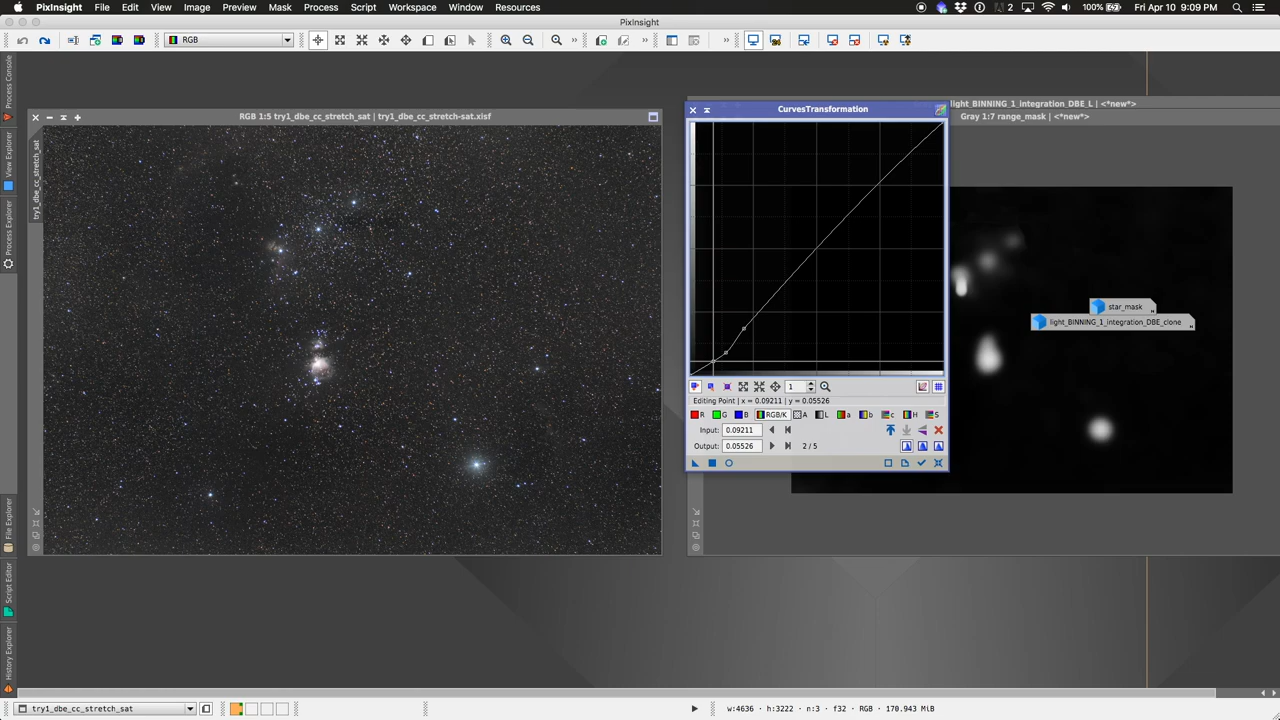 PixInsight File Edit View Image Preview Mask Process Script Workspace Window Resources 2 100% Fri Apr 10 9:09 PM
PixInsight
RGB
Process Console
View Explorer
Process Explorer
File Explorer
Script Editor
History Explorer
RGB 1:5 try1_dbe_cc_stretch_sat | try1_dbe_cc_stretch-sat.xisf
try1_dbe_cc_stretch_sat
light_BINNING_1_integration_DBE_L | <*new*>
Gray 1:7 range_mask | <*new*>
CurvesTransformation
star_mask
light_BINNING_1_integration_DBE_clone
1
Editing Point | x = 0.09211 | y = 0.05526
R G B RGB/K A L a b c H S
Input: 0.09211
Output: 0.05526 2 / 5
try1_dbe_cc_stretch_sat
w:4636 · h:3222 · n:3 · f32 · RGB · 170.943 MiB